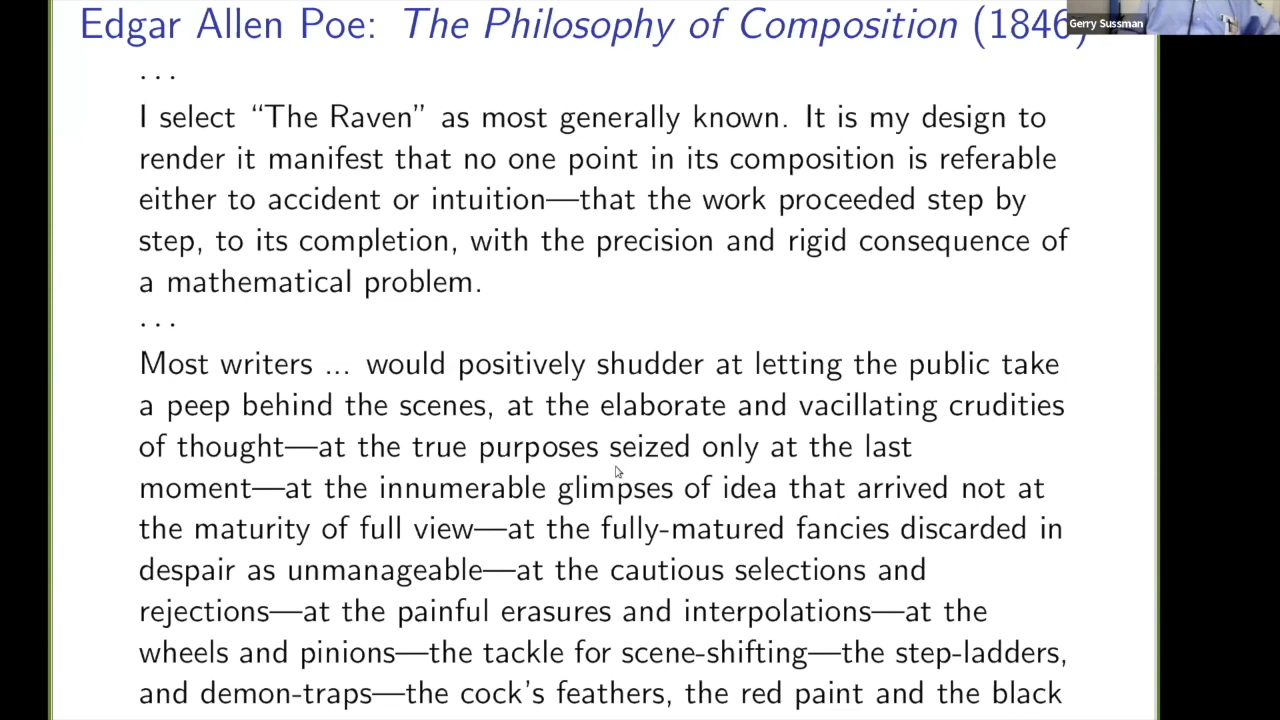 Edgar Allen Poe: The Philosophy of Composition (1846)
Gerry Sussman
. . .
I select “The Raven” as most generally known. It is my design to
render it manifest that no one point in its composition is referable
either to accident or intuition—that the work proceeded step by
step, to its completion, with the precision and rigid consequence of
a mathematical problem.
. . .
Most writers ... would positively shudder at letting the public take
a peep behind the scenes, at the elaborate and vacillating crudities
of thought—at the true purposes seized only at the last
moment—at the innumerable glimpses of idea that arrived not at
the maturity of full view—at the fully-matured fancies discarded in
despair as unmanageable—at the cautious selections and
rejections—at the painful erasures and interpolations—at the
wheels and pinions—the tackle for scene-shifting—the step-ladders,
and demon-traps—the cock’s feathers, the red paint and the black